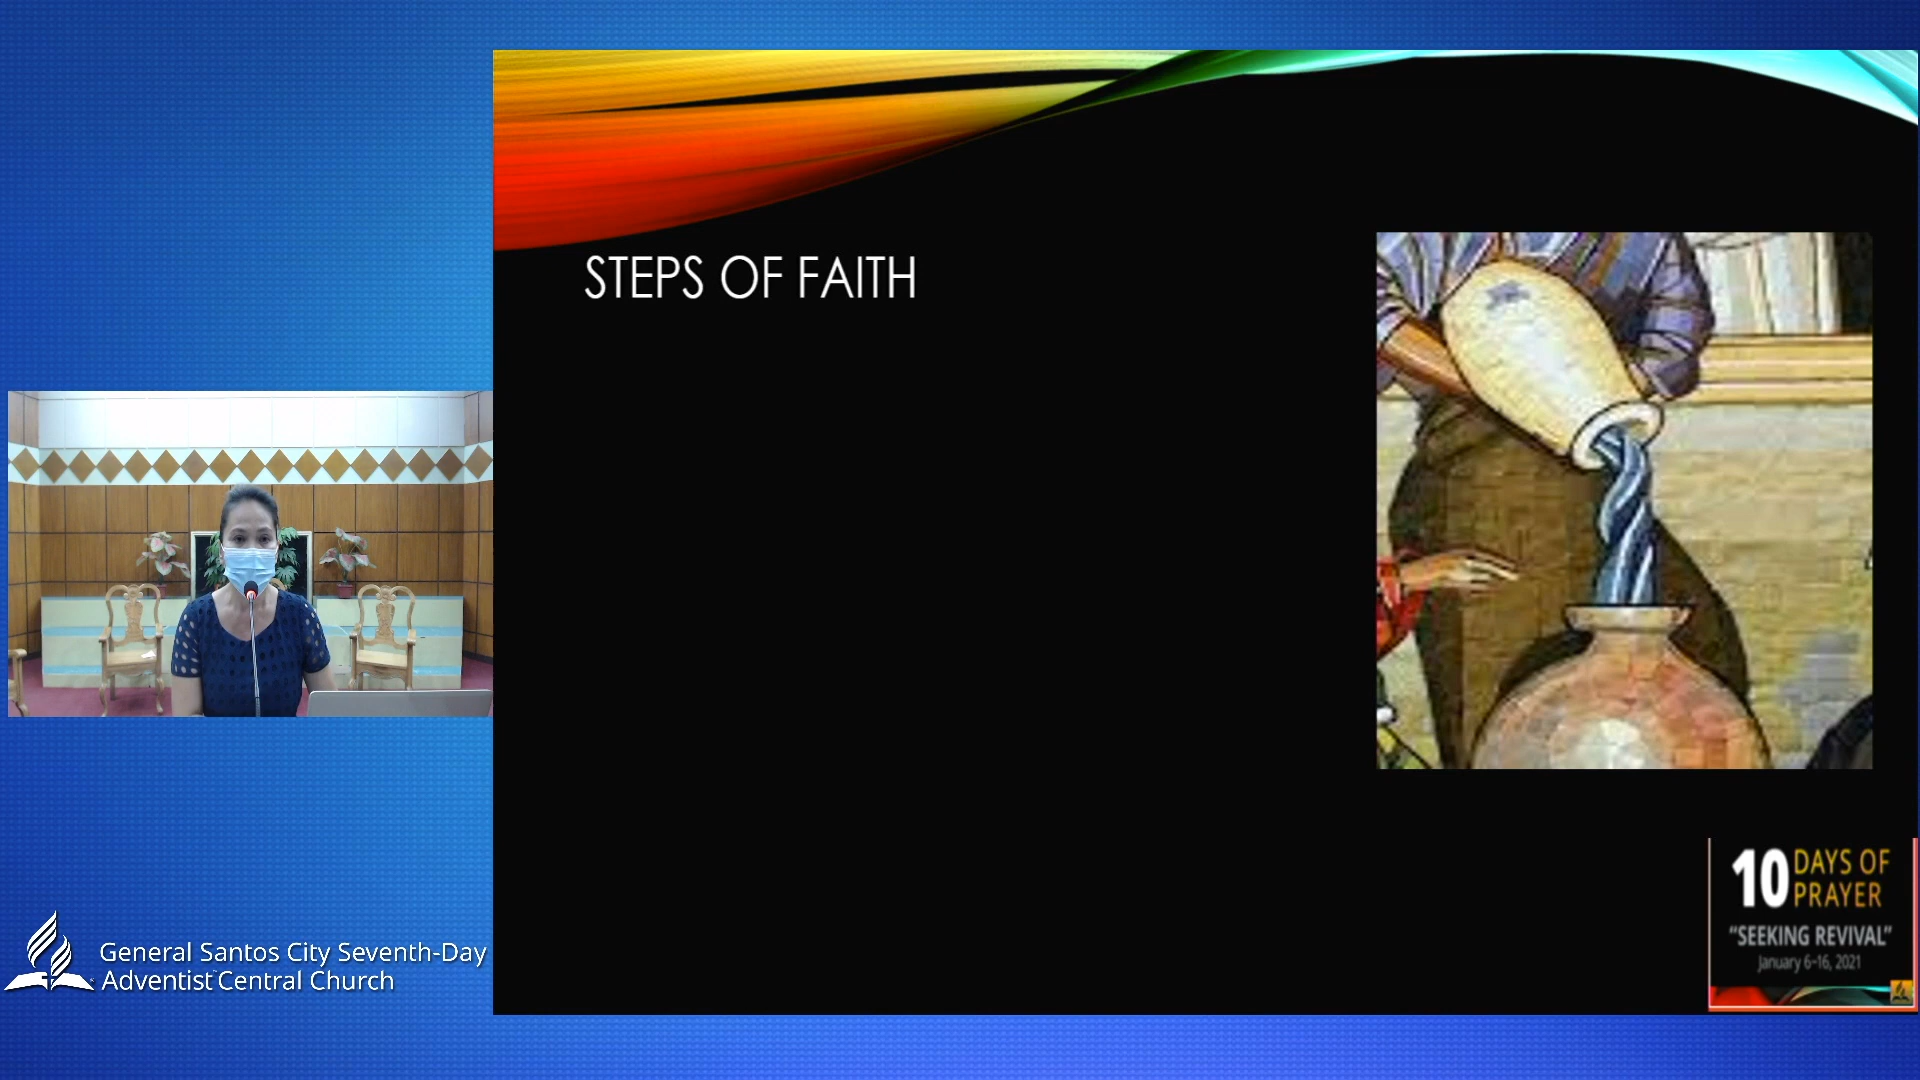 STEPS OF FAITH
10 DAYS OF
PRAYER
"SEEKING REVIVAL"
January 6-16, 2021
General Santos City Seventh-Day
Adventist Central Church